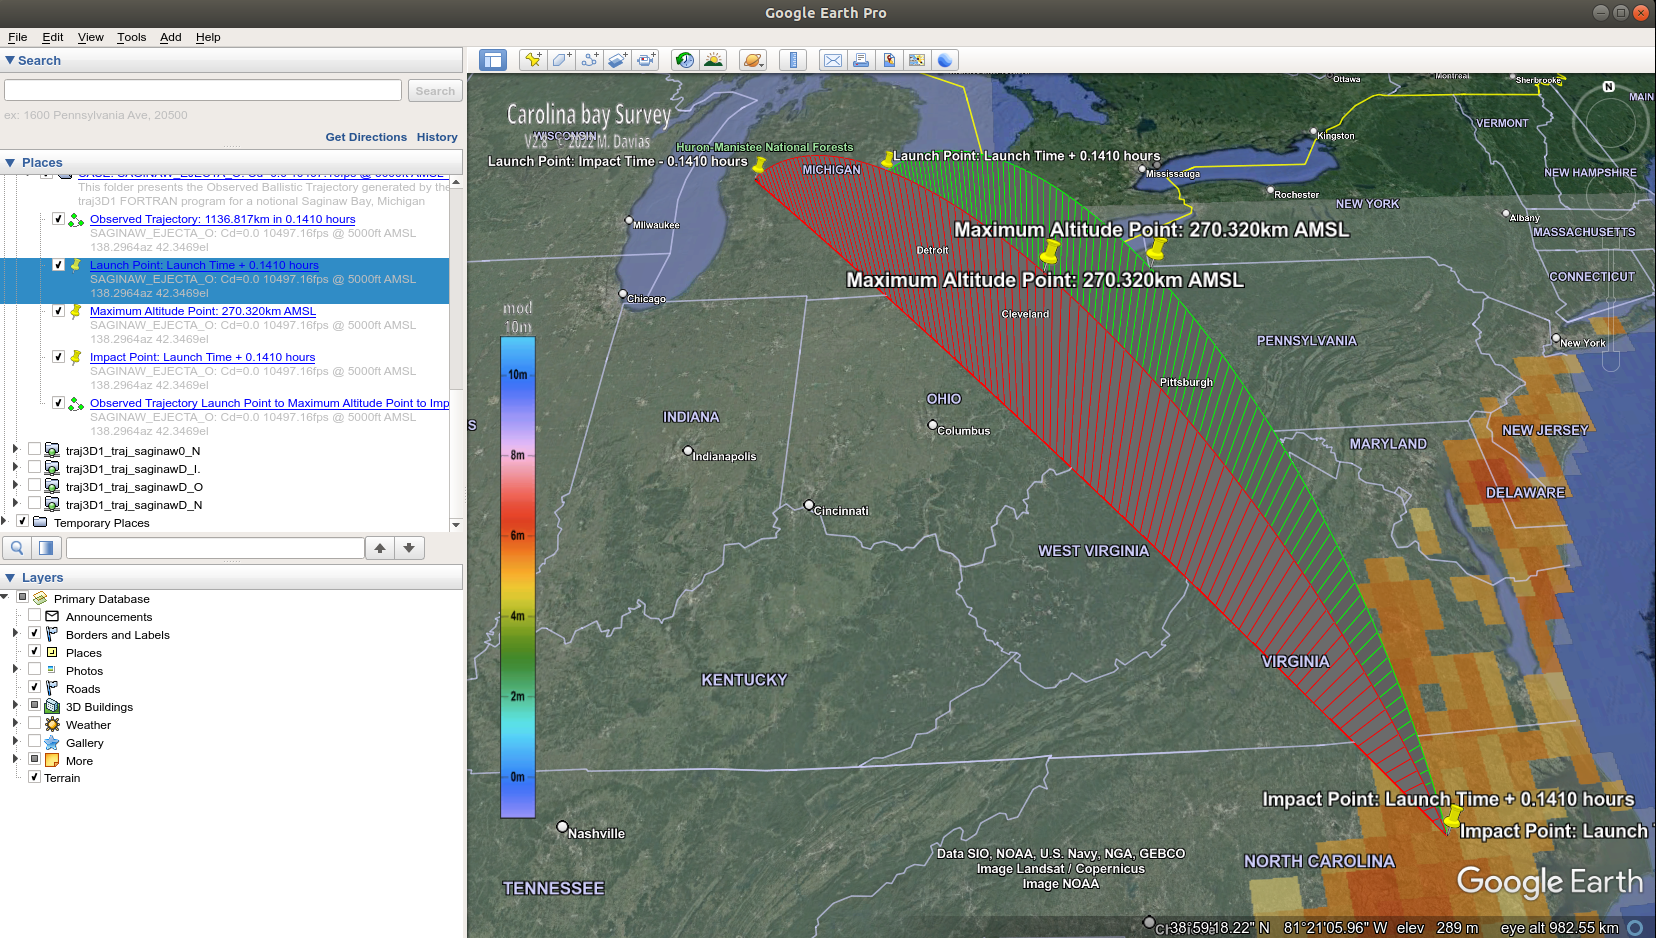 Google Earth Pro
File Edit View Tools Add Help
Search
Search
ex: 1600 Pennsylvania Ave, 20500
Get Directions History
Places
This folder presents the Observed Ballistic Trajectory generated by the
traj3D1 FORTRAN program for a notional Saginaw Bay, Michigan
Observed Trajectory: 1136.817km in 0.1410 hours
SAGINAW_EJECTA_O: Cd=0.0 10497.16fps @ 5000ft AMSL
138.2964az 42.3469el
Launch Point: Launch Time + 0.1410 hours
SAGINAW_EJECTA_O: Cd=0.0 10497.16fps @ 5000ft AMSL
138.2964az 42.3469el
Maximum Altitude Point: 270.320km AMSL
SAGINAW_EJECTA_O: Cd=0.0 10497.16fps @ 5000ft AMSL
138.2964az 42.3469el
Impact Point: Launch Time + 0.1410 hours
SAGINAW_EJECTA_O: Cd=0.0 10497.16fps @ 5000ft AMSL
138.2964az 42.3469el
Observed Trajectory Launch Point to Maximum Altitude Point to Imp
SAGINAW_EJECTA_O: Cd=0.0 10497.16fps @ 5000ft AMSL
138.2964az 42.3469el
traj3D1_traj_saginaw0_N
traj3D1_traj_saginawD_I.
traj3D1_traj_saginawD_O
traj3D1_traj_saginawD_N
Temporary Places
Layers
Primary Database
Announcements
Borders and Labels
Places
Photos
Roads
3D Buildings
Weather
Gallery
More
Terrain
Carolina bay Survey
V2.8 © 2022 M. Davias
WISCONSIN
Huron-Manistee National Forests
Launch Point: Impact Time - 0.1410 hours
Launch Point: Launch Time + 0.1410 hours
MICHIGAN
Ottawa
Montreal
Sherbrooke
MAIN
N
VERMONT
Kingston
Mississauga
Rochester
NEW HAMPSHIRE
NEW YORK
Albany
MASSACHUSETTS
Milwaukee
Maximum Altitude Point: 270.320km AMSL
Detroit
Maximum Altitude Point: 270.320km AMSL
CONNECTICUT
Chicago
Cleveland
mod
10m
PENNSYLVANIA
New York
10m
Pittsburgh
OHIO
INDIANA
S
Columbus
NEW JERSEY
MARYLAND
8m
Indianapolis
DELAWARE
Cincinnati
6m
WEST VIRGINIA
4m
VIRGINIA
KENTUCKY
2m
0m
Impact Point: Launch Time + 0.1410 hours
Impact Point: Launch
Nashville
Data SIO, NOAA, U.S. Navy, NGA, GEBCO
Image Landsat / Copernicus
Image NOAA
NORTH CAROLINA
TENNESSEE
Google Earth
38°59'18.22" N 81°21'05.96" W elev 289 m eye alt 982.55 km